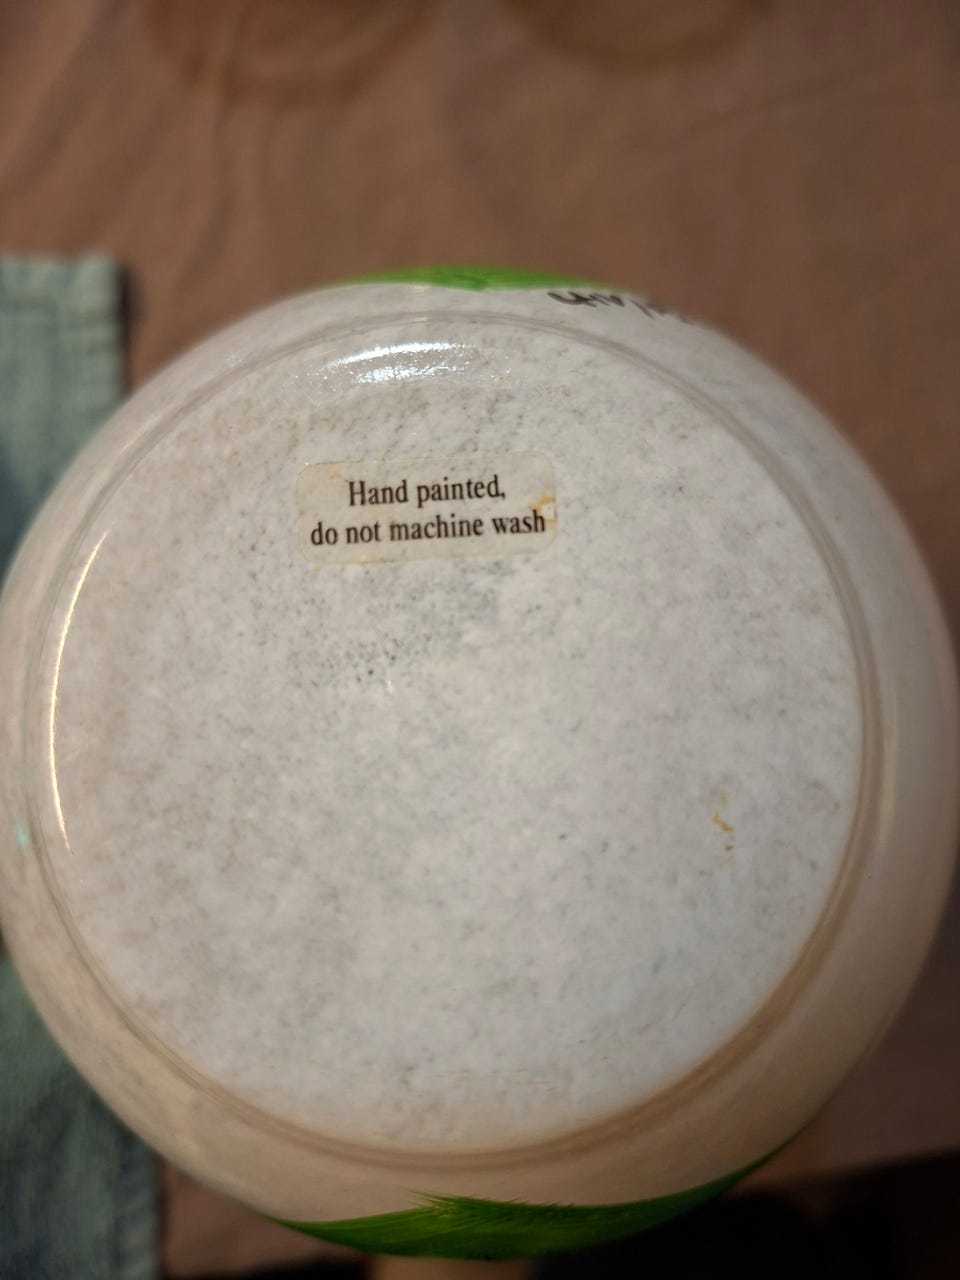 Hand painted,
do not machine wash